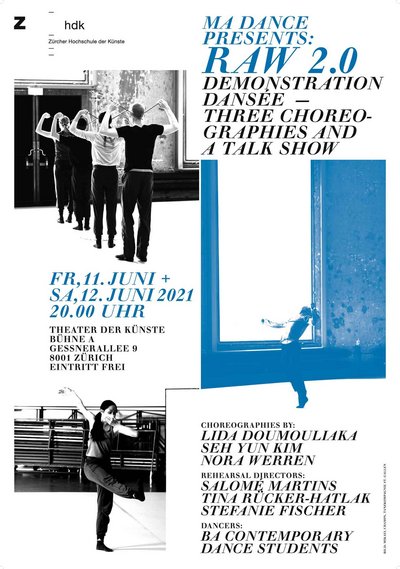 Z
hdk
Zürcher Hochschule der Künste
MA DANCE
PRESENTS:
RAW 2.0
DEMONSTRATION
DANSÉE —
THREE CHOREO-
GRAPHIES AND
A TALK SHOW
FR,11. JUNI +
SA,12. JUNI 2021
20.00 UHR
THEATER DER KÜNSTE
BÜHNE A
GESSNERALLEE 9
8001 ZÜRICH
EINTRITT FREI
CHOREOGRAPHIES BY:
LIDA DOUMOULIAKA
SEH YUN KIM
NORA WERREN
REHEARSAL DIRECTORS:
SALOME MARTINS
TINA RÜCKER-HATLAK
STEFANIE FISCHER
DANCERS:
BA CONTEMPORARY
DANCE STUDENTS